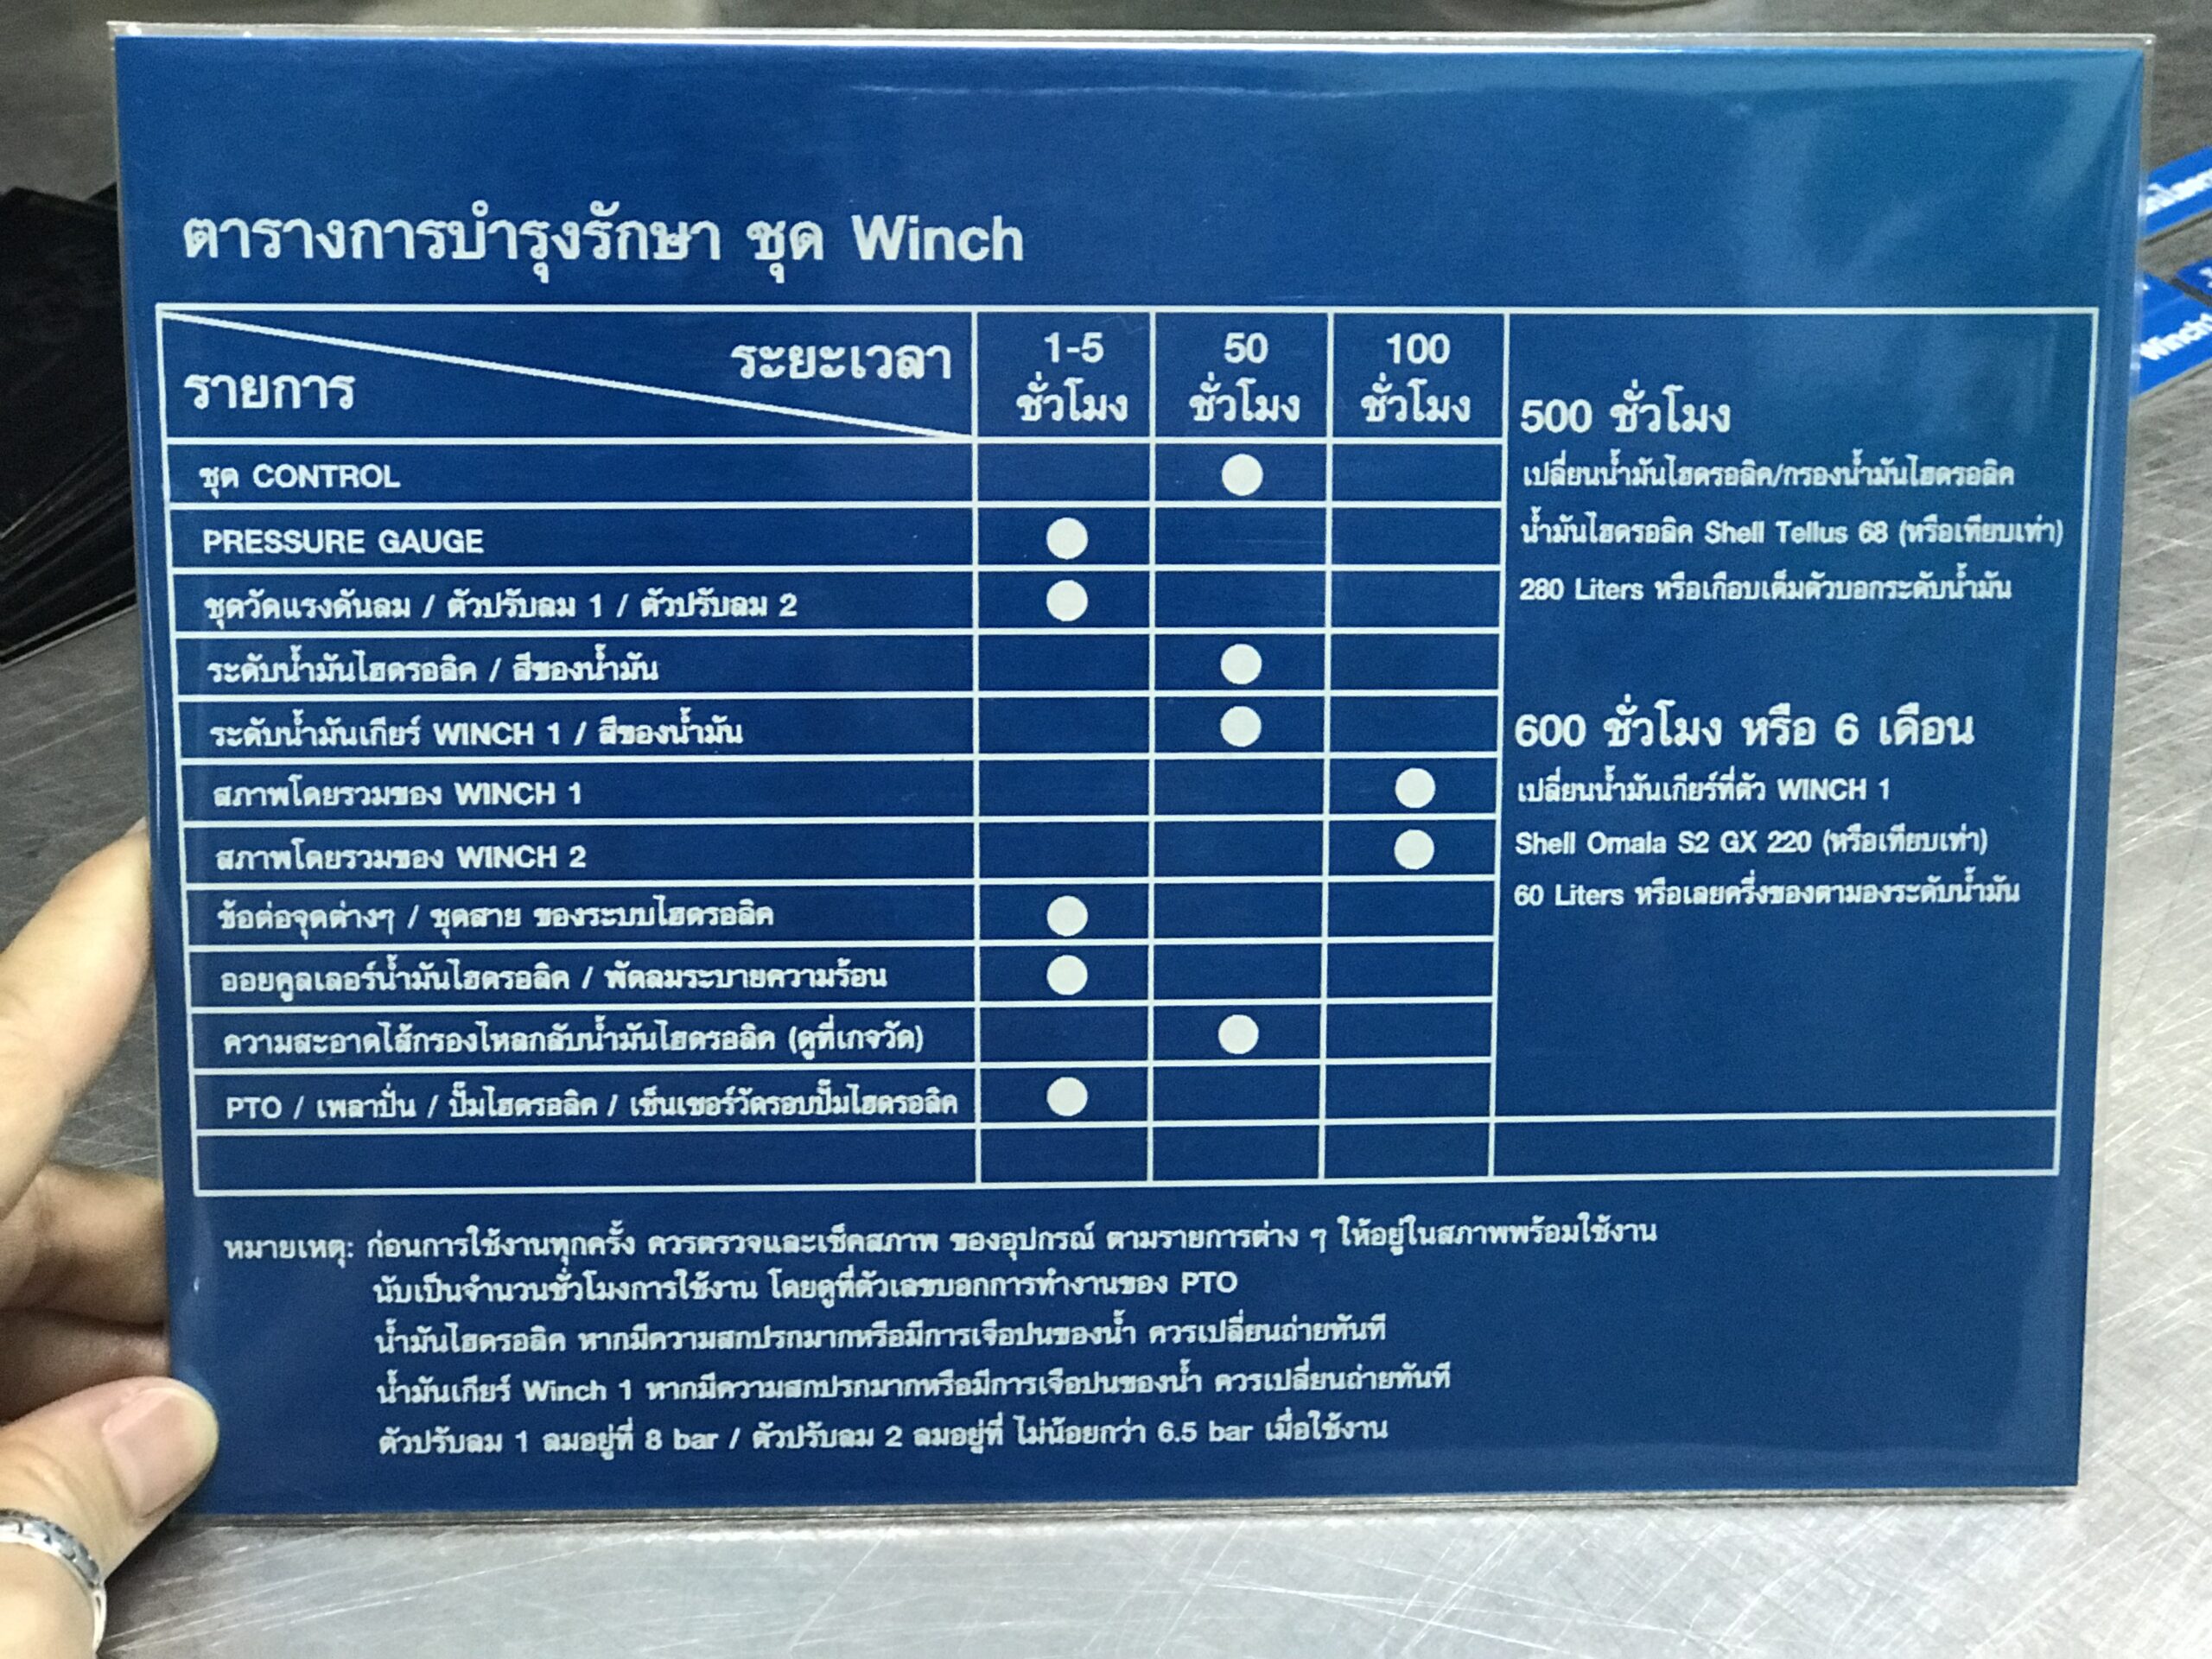 ตารางการบำรุงรักษา ชุด Winch
ระยะเวลา
รายการ
1-5 ชั่วโมง
50 ชั่วโมง
100 ชั่วโมง
ชุด CONTROL
PRESSURE GAUGE
ชุดวัดแรงดันลม / ตัวปรับลม 1 / ตัวปรับลม 2
ระดับน้ำมันไฮดรอลิค / สีของน้ำมัน
ระดับน้ำมันเกียร์ WINCH 1 / สีของน้ำมัน
สภาพโดยรวมของ WINCH 1
สภาพโดยรวมของ WINCH 2
ข้อต่อจุดต่างๆ / ชุดสาย ของระบบไฮดรอลิค
ออยคูลเลอร์น้ำมันไฮดรอลิค / พัดลมระบายความร้อน
ความสะอาดไส้กรองไหลกลับน้ำมันไฮดรอลิค (ดูที่เกจวัด)
PTO / เพลาปั่น / ปั๊มไฮดรอลิค / เซ็นเซอร์วัดรอบปั๊มไฮดรอลิค
500 ชั่วโมง
เปลี่ยนน้ำมันไฮดรอลิค/กรองน้ำมันไฮดรอลิค
น้ำมันไฮดรอลิค Shell Tellus 68 (หรือเทียบเท่า)
280 Liters หรือเกือบเต็มตัวบอกระดับน้ำมัน
600 ชั่วโมง หรือ 6 เดือน
เปลี่ยนน้ำมันเกียร์ที่ตัว WINCH 1
Shell Omala S2 GX 220 (หรือเทียบเท่า)
60 Liters หรือเลยครึ่งของตามองระดับน้ำมัน
หมายเหตุ: ก่อนการใช้งานทุกครั้ง ควรตรวจและเช็คสภาพ ของอุปกรณ์ ตามรายการต่าง ๆ ให้อยู่ในสภาพพร้อมใช้งาน
นับเป็นจำนวนชั่วโมงการใช้งาน โดยดูที่ตัวเลขบอกการทำงานของ PTO
น้ำมันไฮดรอลิค หากมีความสกปรกมากหรือมีการเจือปนของน้ำ ควรเปลี่ยนถ่ายทันที
น้ำมันเกียร์ Winch 1 หากมีความสกปรกมากหรือมีการเจือปนของน้ำ ควรเปลี่ยนถ่ายทันที
ตัวปรับลม 1 ลมอยู่ที่ 8 bar / ตัวปรับลม 2 ลมอยู่ที่ ไม่น้อยกว่า 6.5 bar เมื่อใช้งาน
Winch